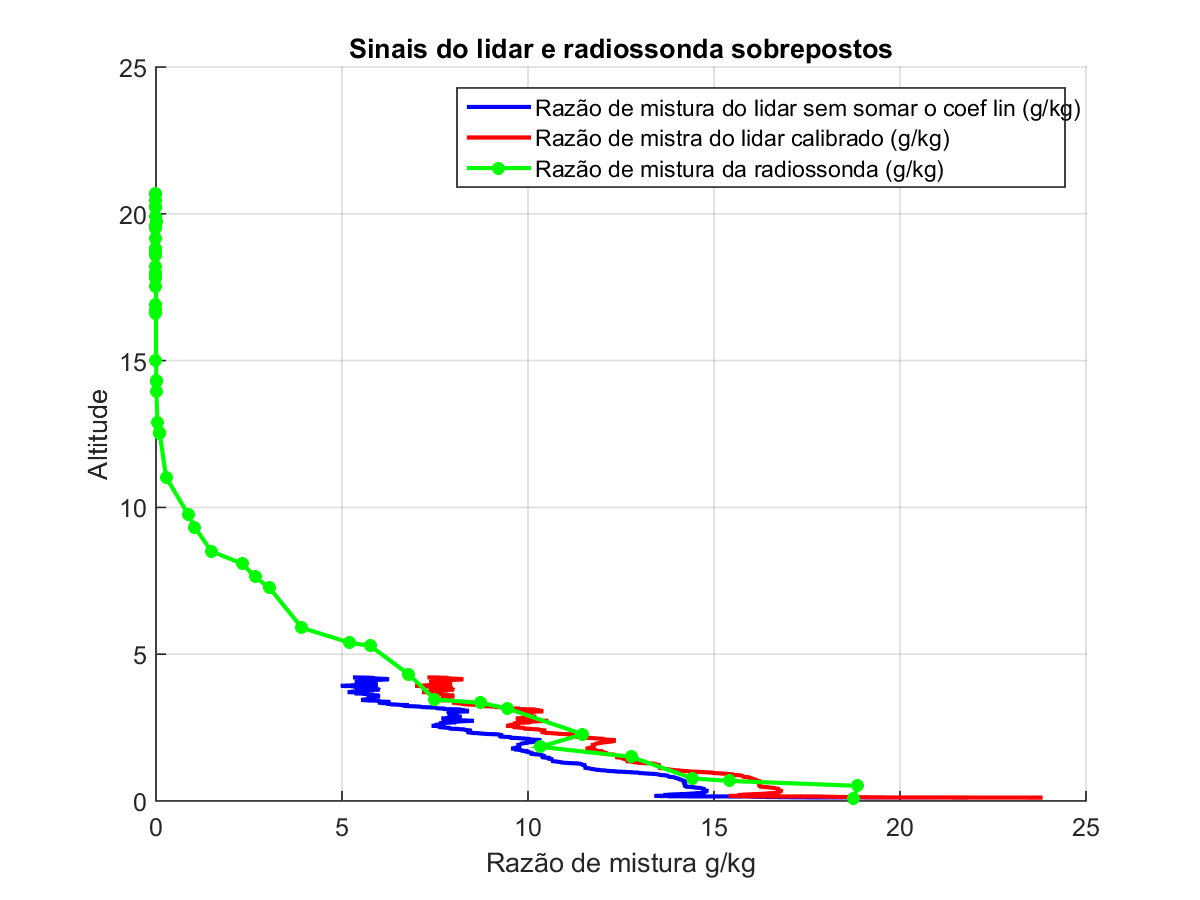 Sinais do lidar e radiossonda sobrepostos
25
Razão de mistura do lidar sem somar o coef lin (g/kg)
Razão de mistra do lidar calibrado (g/kg)
Razão de mistura da radiossonda (g/kg)
20
15
10
5
0
Altitude
0 5 10 15 20 25
Razão de mistura g/kg